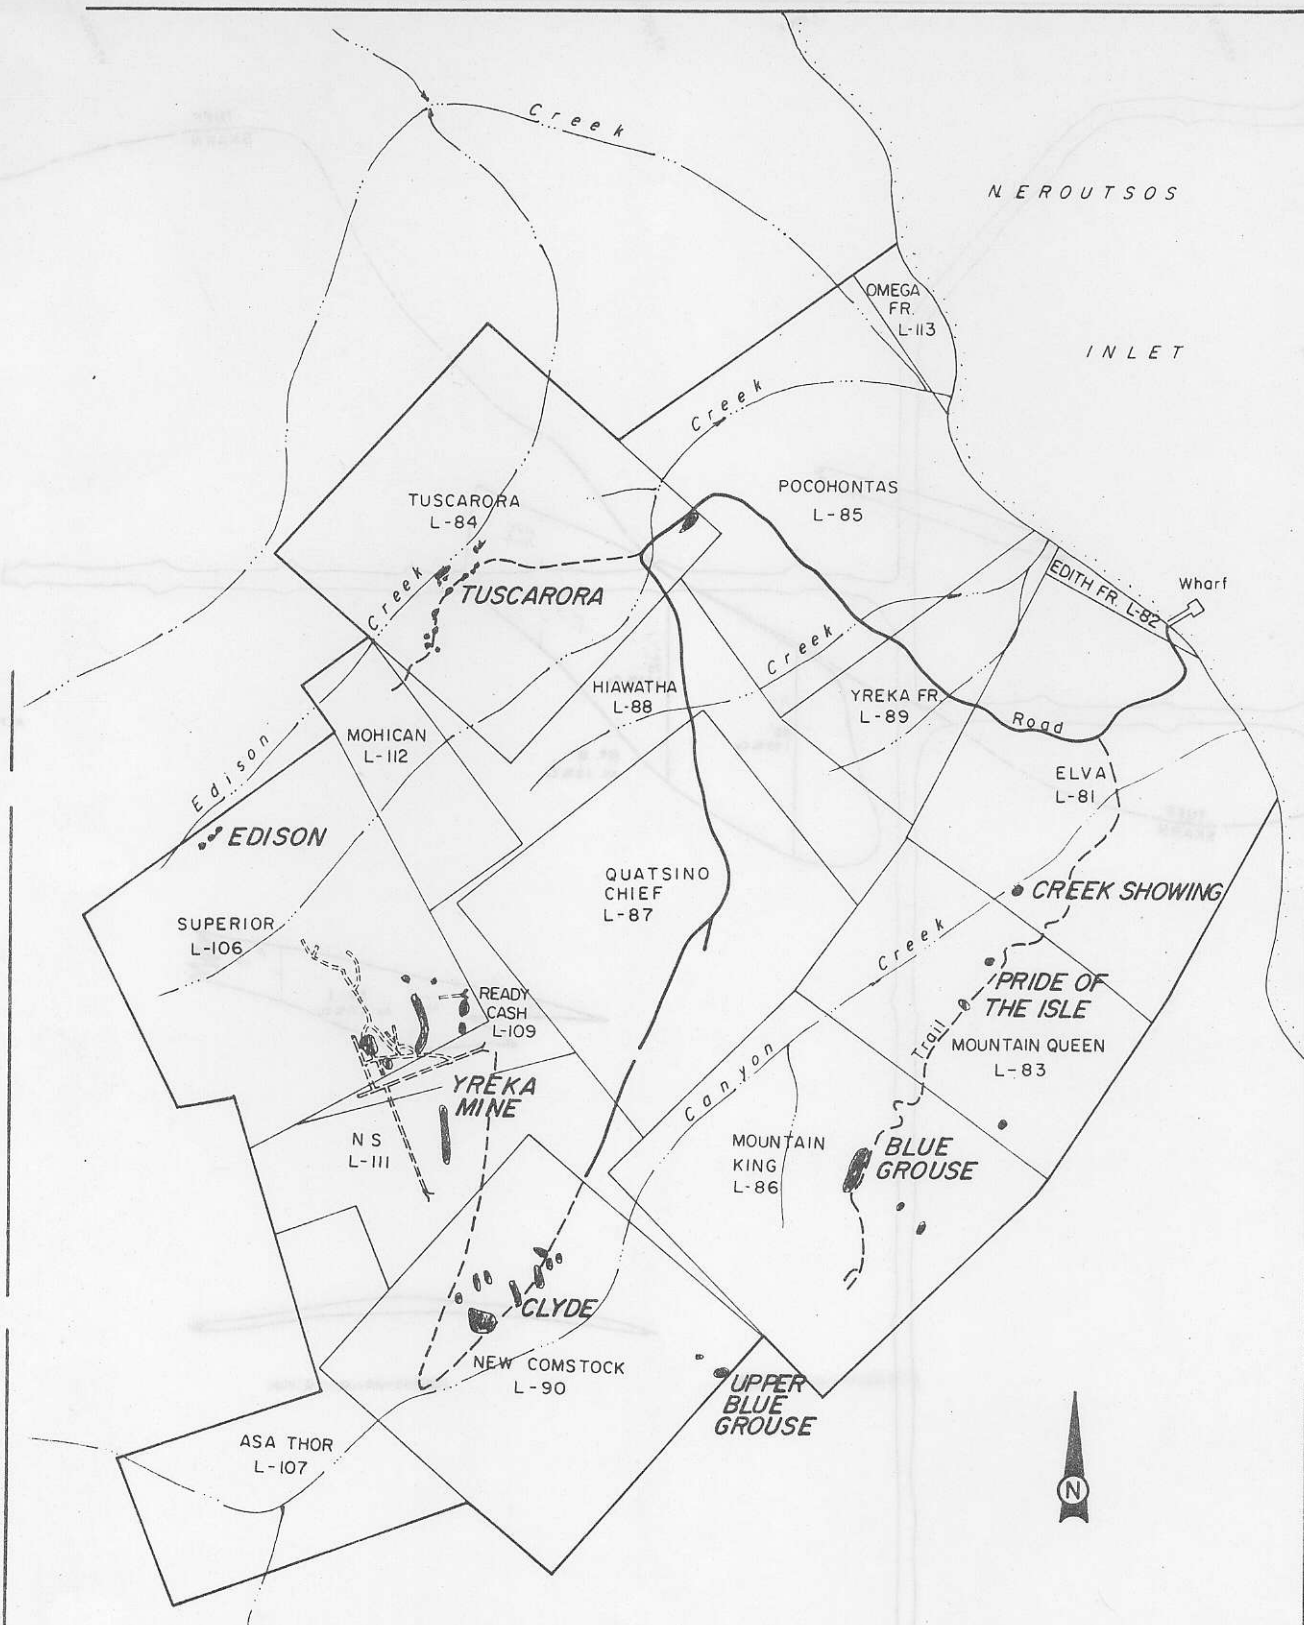 Creek
NEROUTSOS
OMEGA
FR.
L-113
INLET
Creek
TUSCARORA
L-84
POCOHONTAS
L-85
Creek
TUSCARORA
EDITH FR. L-82
Wharf
Creek
HIAWATHA
L-88
YREKA FR.
L-89
Road
MOHICAN
L-112
Edison
ELVA
L-81
EDISON
QUATSINO
CHIEF
L-87
CREEK SHOWING
SUPERIOR
L-106
Creek
READY
CASH
L-109
PRIDE OF
THE ISLE
Trail
MOUNTAIN QUEEN
L-83
Canyon
YREKA
MINE
N S
L-111
MOUNTAIN
KING
L-86
BLUE
GROUSE
CLYDE
NEW COMSTOCK
L-90
UPPER
BLUE
GROUSE
ASA THOR
L-107
N